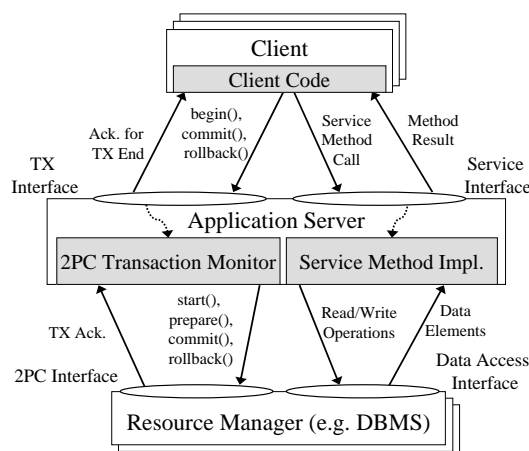 Client
Client Code
Ack. for
TX End
begin(),
commit(),
rollback()
Service
Method
Call
Method
Result
TX
Interface
Service
Interface
Application Server
2PC Transaction Monitor
Service Method Impl.
TX Ack.
start(),
prepare(),
commit(),
rollback()
Read/Write
Operations
Data
Elements
2PC Interface
Data Access
Interface
Resource Manager (e.g. DBMS)